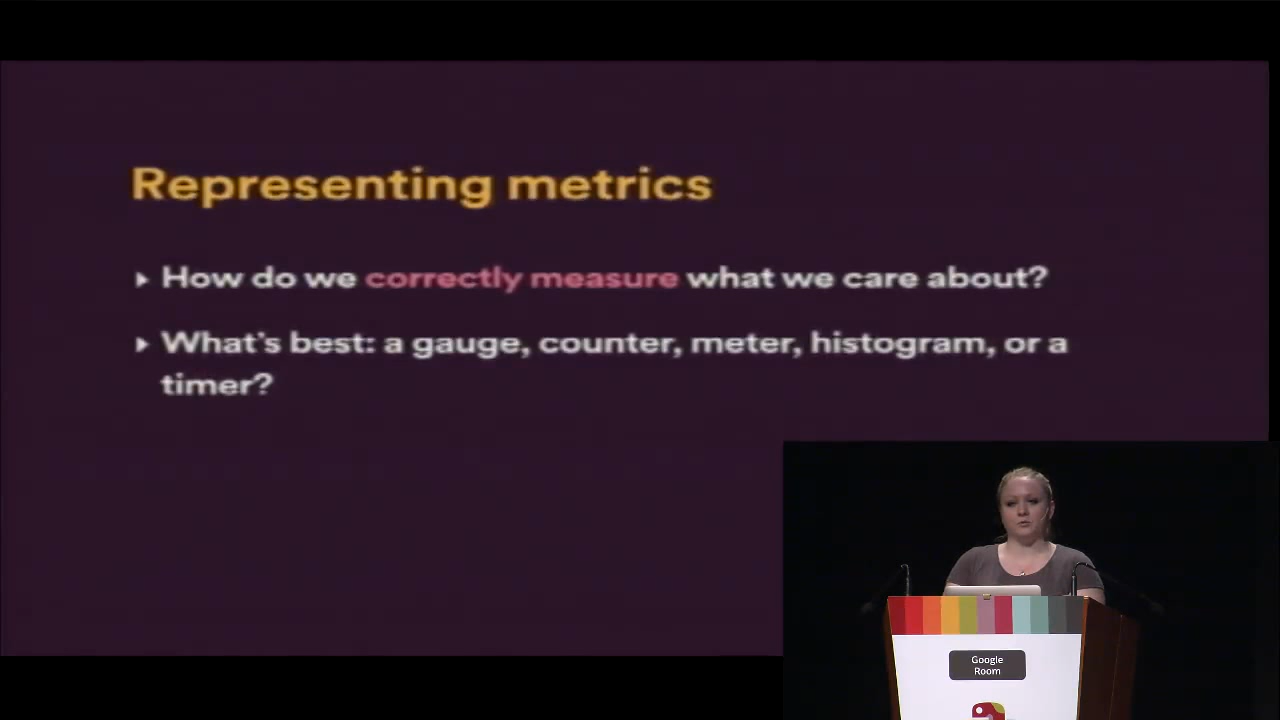 Representing metrics
▸ How do we correctly measure what we care about?
▸ What's best: a gauge, counter, meter, histogram, or a
timer?
Google
Room